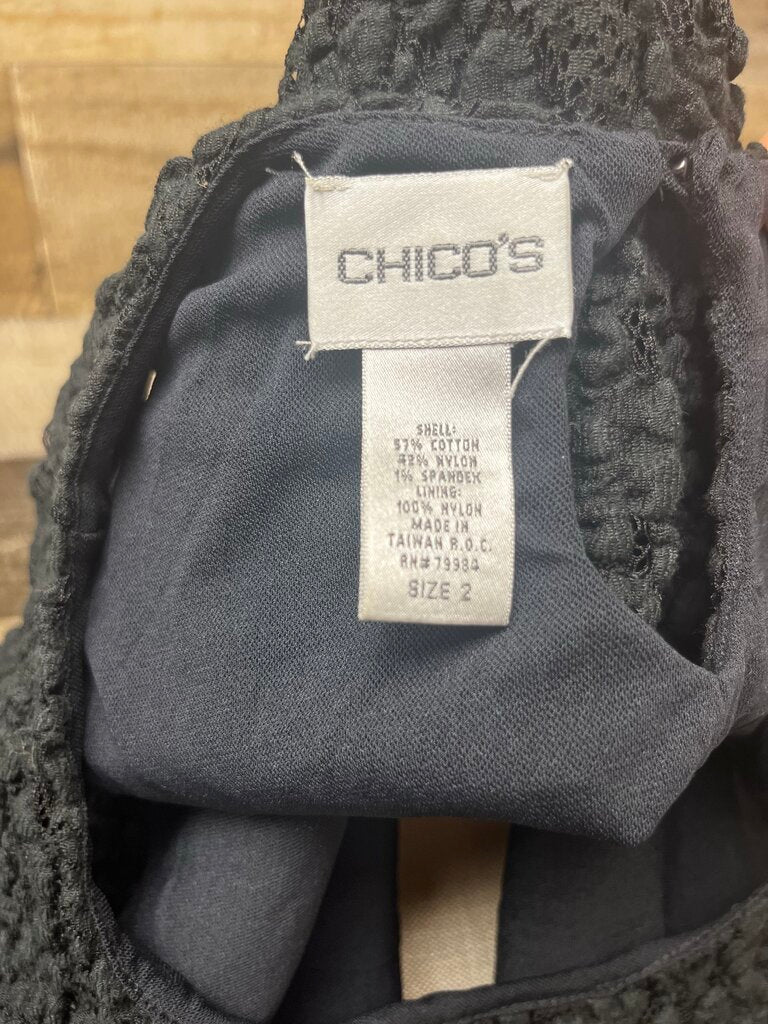 CHICO'S
SHELL:
57% COTTON
42% NYLON
1% SPANDEX
LINING:
100% NYLON
MADE IN
TAIWAN R.O.C.
RN# 79984
SIZE 2